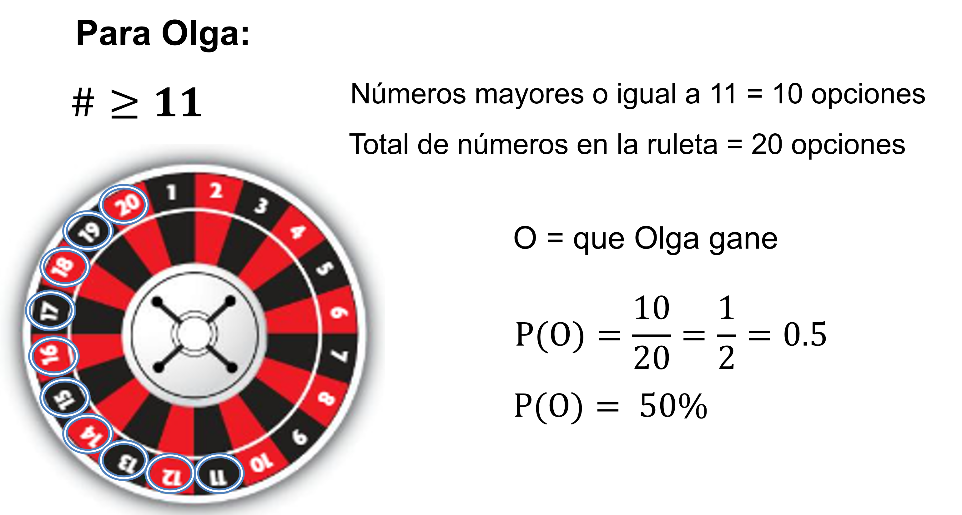 Para Olga:
# ≥ 11
Números mayores o igual a 11 = 10 opciones
Total de números en la ruleta = 20 opciones
1
2
3
4
5
6
7
8
9
10
11
12
13
14
15
16
17
18
19
20
O = que Olga gane
P(O) = 10/20 = 1/2 = 0.5
P(O) = 50%